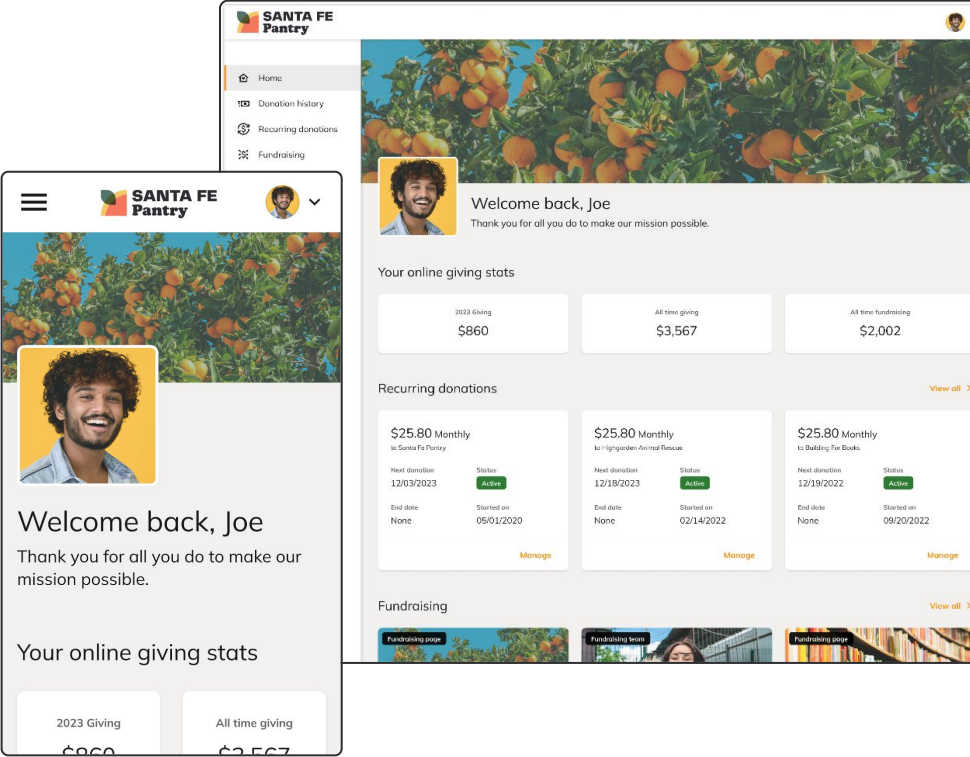 SANTA FE
Pantry
Home
Donation history
Recurring donations
Fundraising
Welcome back, Joe
Thank you for all you do to make our mission possible.
Your online giving stats
2023 Giving
$860
All time giving
$3,567
All time fundraising
$2,002
Recurring donations
View all
$25.80 Monthly
to Santa Fe Pantry
Next donation
Status
12/03/2023
Active
End date
Started on
None
05/01/2020
Manage
$25.80 Monthly
to Highgarden Animal Rescue
Next donation
Status
12/18/2023
Active
End date
Started on
None
02/14/2022
Manage
$25.80 Monthly
to Building For Books
Next donation
Status
12/19/2022
Active
End date
Started on
None
09/20/2022
Manage
Fundraising
View all
Fundraising page
Fundraising team
Fundraising page
SANTA FE
Pantry
Welcome back, Joe
Thank you for all you do to make our
mission possible.
Your online giving stats
2023 Giving
$860
All time giving
$3,567